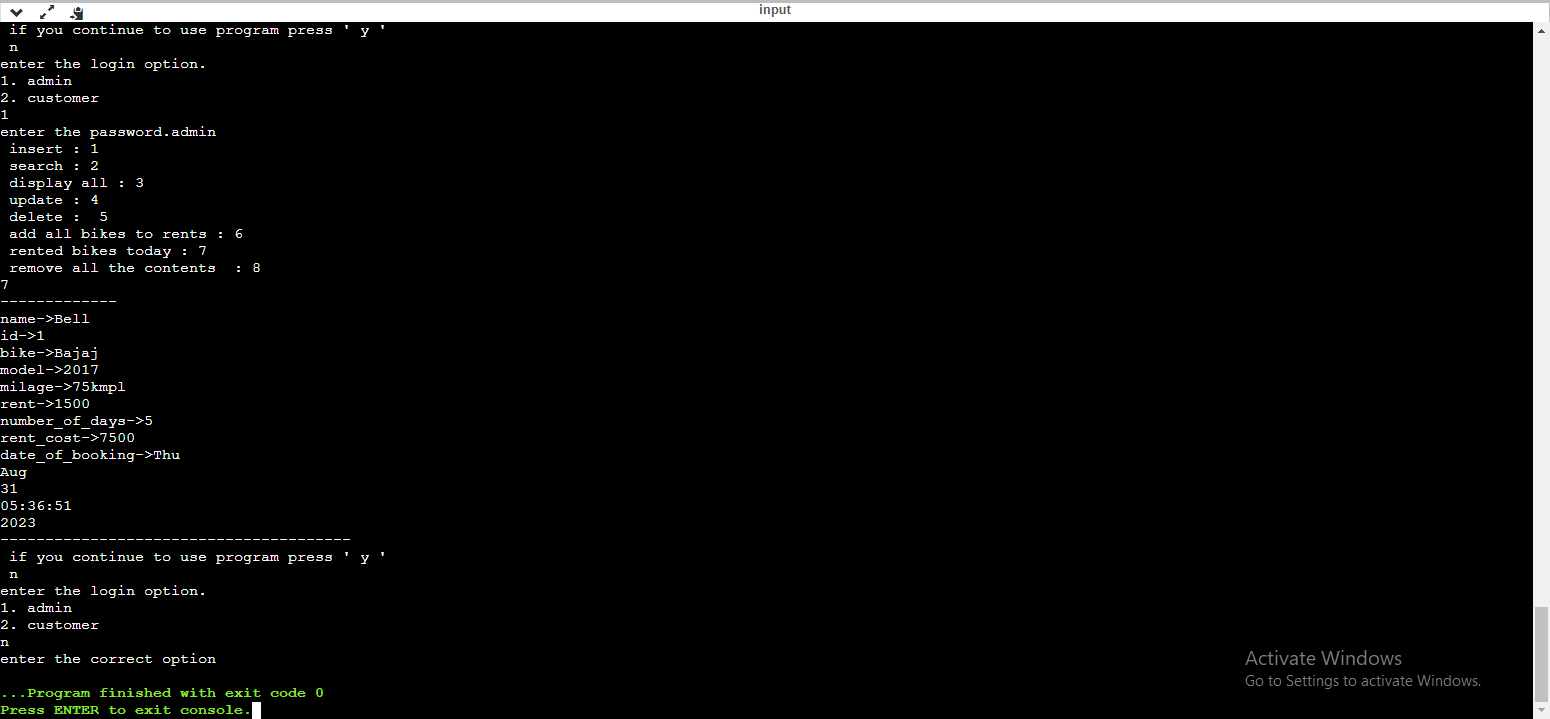 input
if you continue to use program press ' y '
n
enter the login option.
1. admin
2. customer
1
enter the password.admin
insert : 1
search : 2
display all : 3
update : 4
delete :  5
add all bikes to rents : 6
rented bikes today : 7
remove all the contents  : 8
7
-------------
name->Bell
id->1
bike->Bajaj
model->2017
milage->75kmpl
rent->1500
number_of_days->5
rent_cost->7500
date_of_booking->Thu
Aug
31
05:36:51
2023
---------------------------------------
if you continue to use program press ' y '
n
enter the login option.
1. admin
2. customer
n
enter the correct option
...Program finished with exit code 0
Press ENTER to exit console.
Activate Windows
Go to Settings to activate Windows.